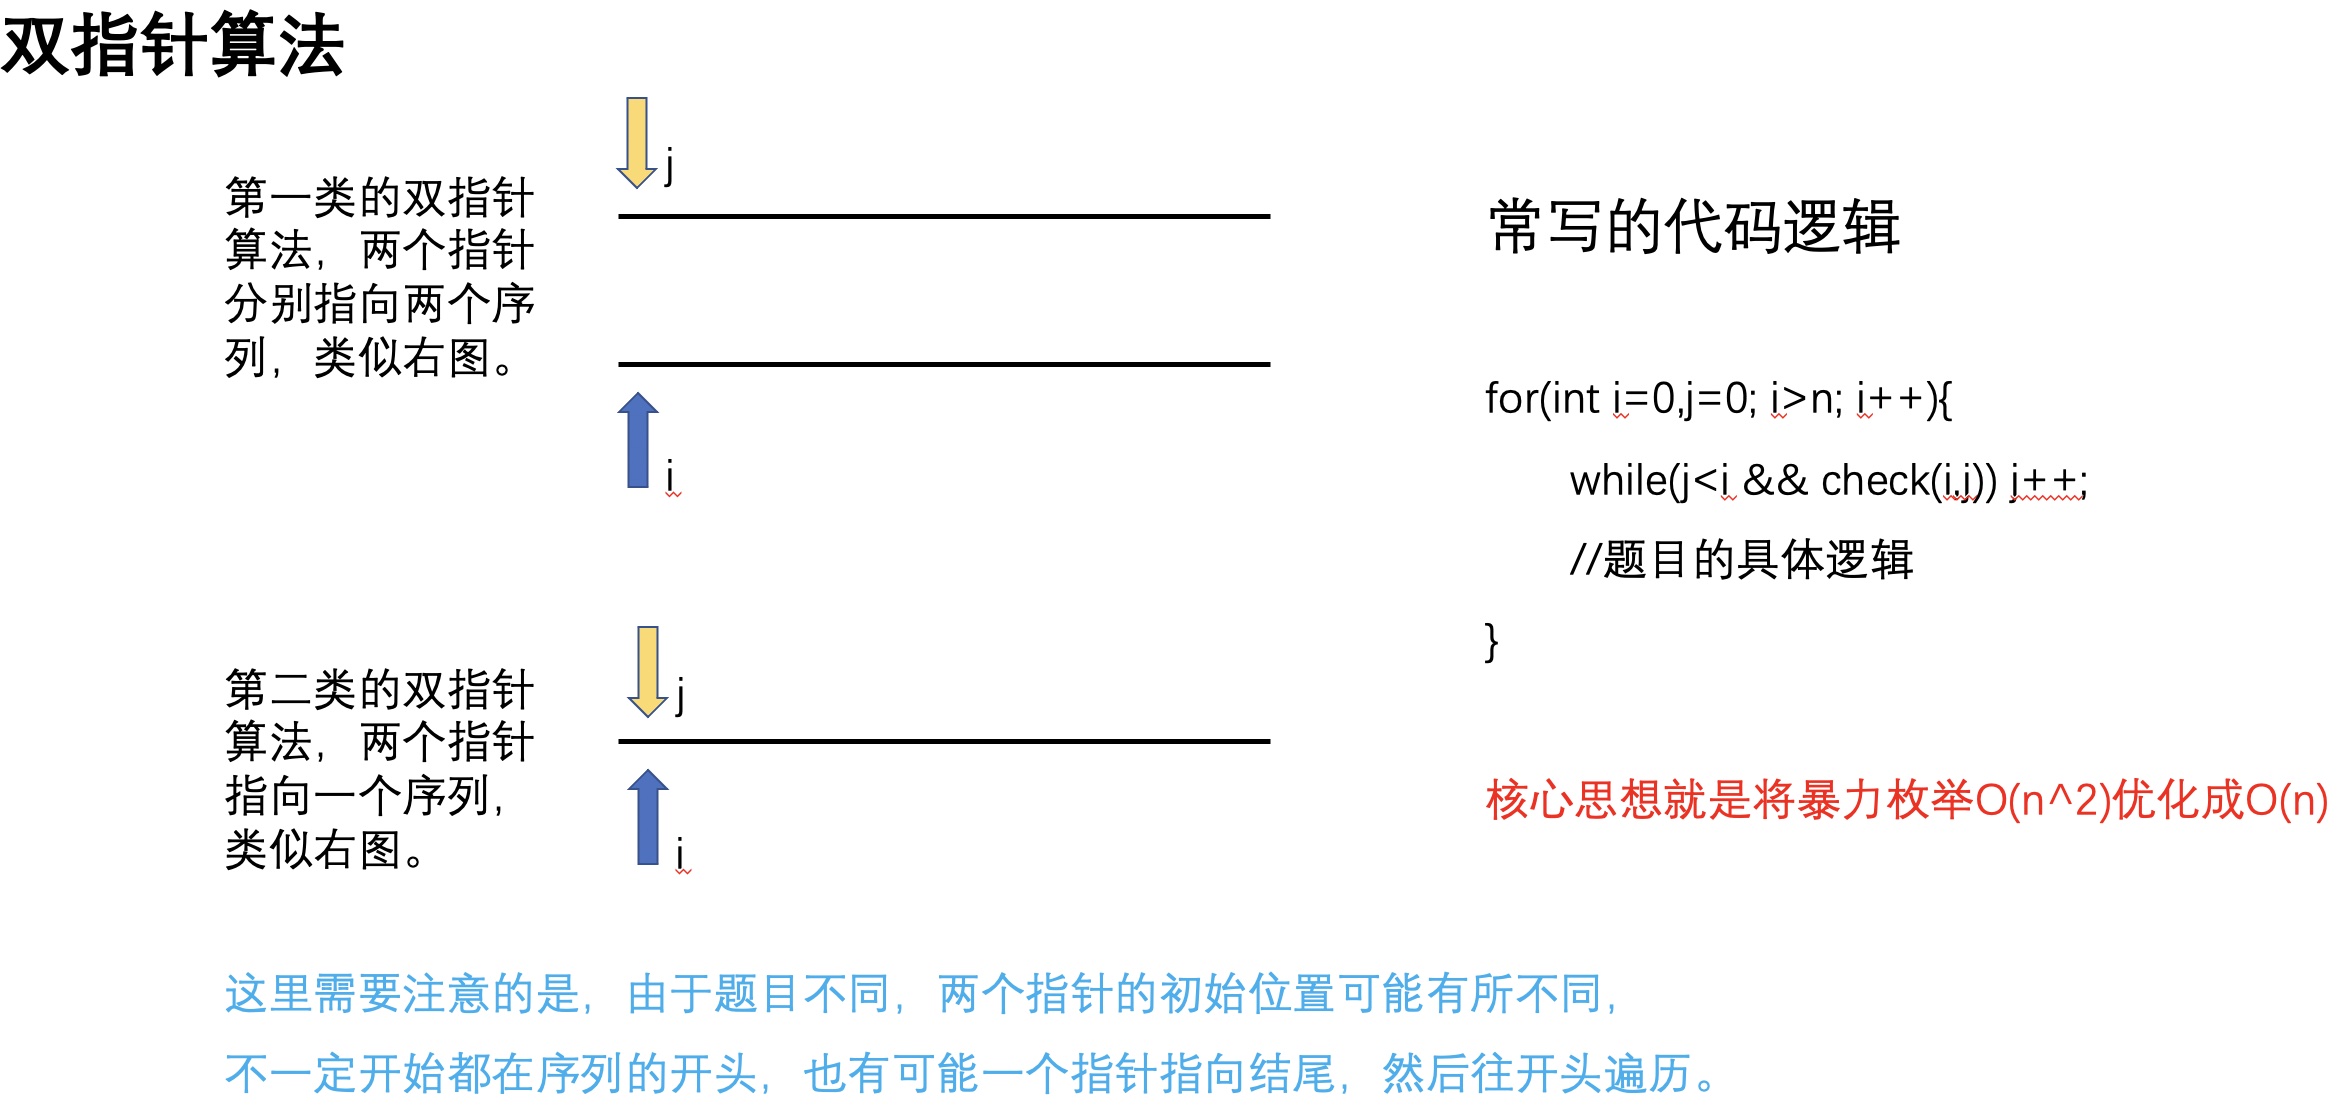 双指针算法
j
第一类的双指针
算法，两个指针
分别指向两个序
列，类似右图。
i
常写的代码逻辑
for(int i=0,j=0; i>n; i++){
while(j<i && check(i,j)) j++;
//题目的具体逻辑
}
核心思想就是将暴力枚举O(n^2)优化成O(n)
j
第二类的双指针
算法，两个指针
指向一个序列，
类似右图。
i
这里需要注意的是，由于题目不同，两个指针的初始位置可能有所不同，
不一定开始都在序列的开头，也有可能一个指针指向结尾，然后往开头遍历。